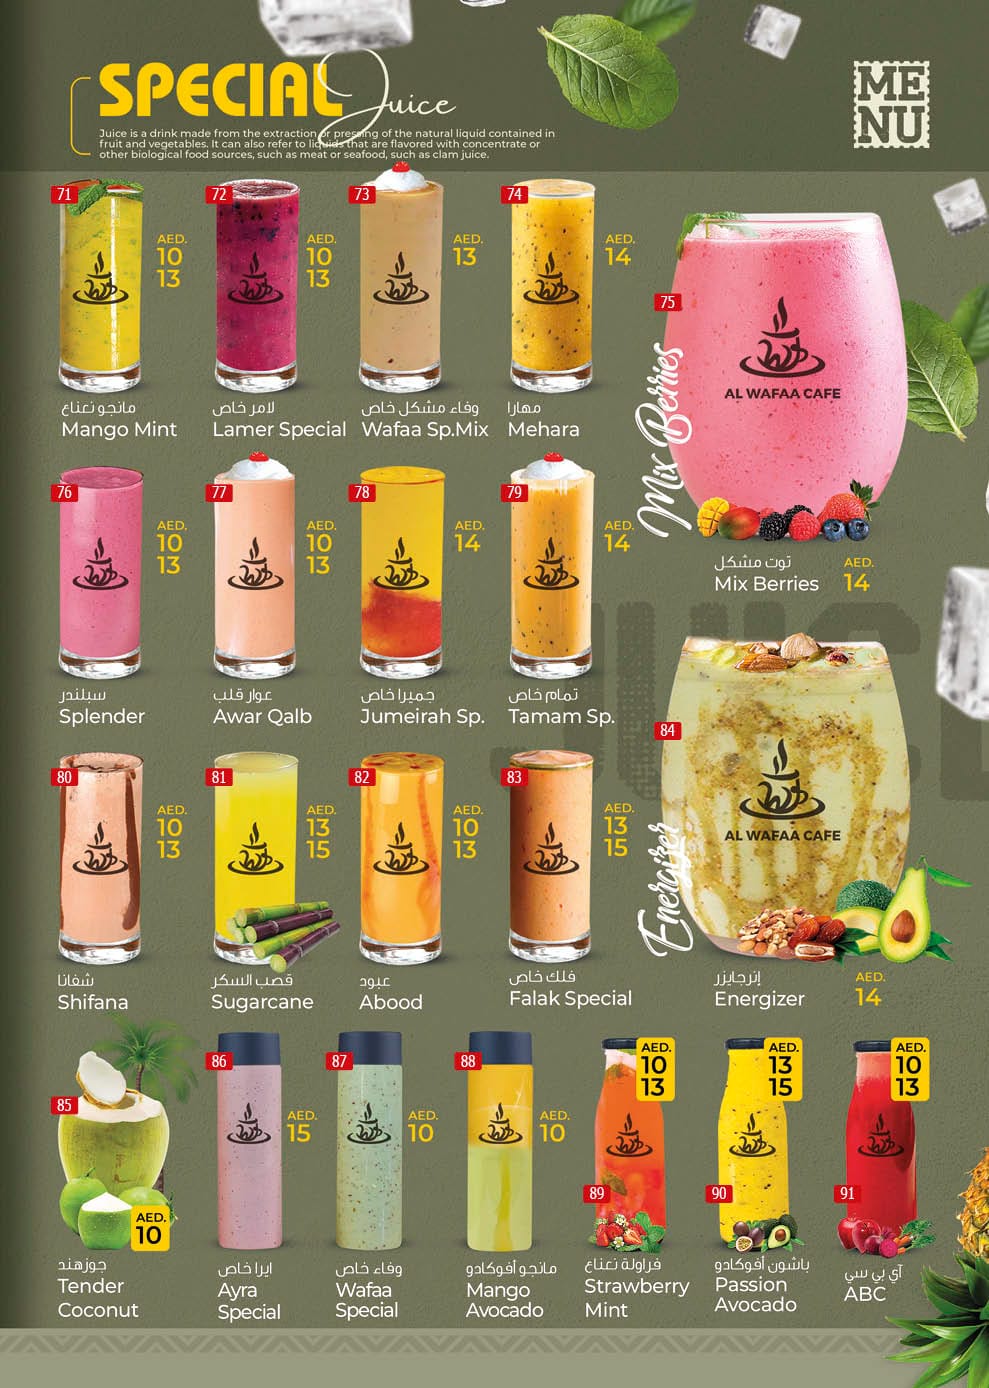 SPECIAL Juice
Juice is a drink made from the extraction or pressing of the natural liquid contained in
fruit and vegetables. It can also refer to liquids that are flavored with concentrate or
other biological food sources, such as meat or seafood, such as clam juice.
ME
NU
71
AED.
10
13
مانجو نعناع
Mango Mint
72
AED.
10
13
لامر خاص
Lamer Special
73
AED.
13
وفاء مشكل خاص
Wafaa Sp.Mix
74
AED.
14
مهارا
Mehara
75
Mix Berries
AL WAFAA CAFE
توت مشكل
Mix Berries
AED.
14
76
AED.
10
13
سبلندر
Splender
77
AED.
10
13
عوار قلب
Awar Qalb
78
AED.
14
جميرا خاص
Jumeirah Sp.
79
AED.
14
تمام خاص
Tamam Sp.
80
AED.
10
13
شفانا
Shifana
81
AED.
13
15
قصب السكر
Sugarcane
82
AED.
10
13
عبود
Abood
83
AED.
13
15
فلك خاص
Falak Special
84
Energizer
AL WAFAA CAFE
إنرجايزر
Energizer
AED.
14
85
AED.
10
جوزهند
Tender
Coconut
86
AED.
15
ايرا خاص
Ayra
Special
87
AED.
10
وفاء خاص
Wafaa
Special
88
AED.
10
مانجو أفوكادو
Mango
Avocado
89
AED.
10
13
فراولة نعناع
Strawberry
Mint
90
AED.
13
15
باشون أفوكادو
Passion
Avocado
91
AED.
10
13
آي بي سي
ABC